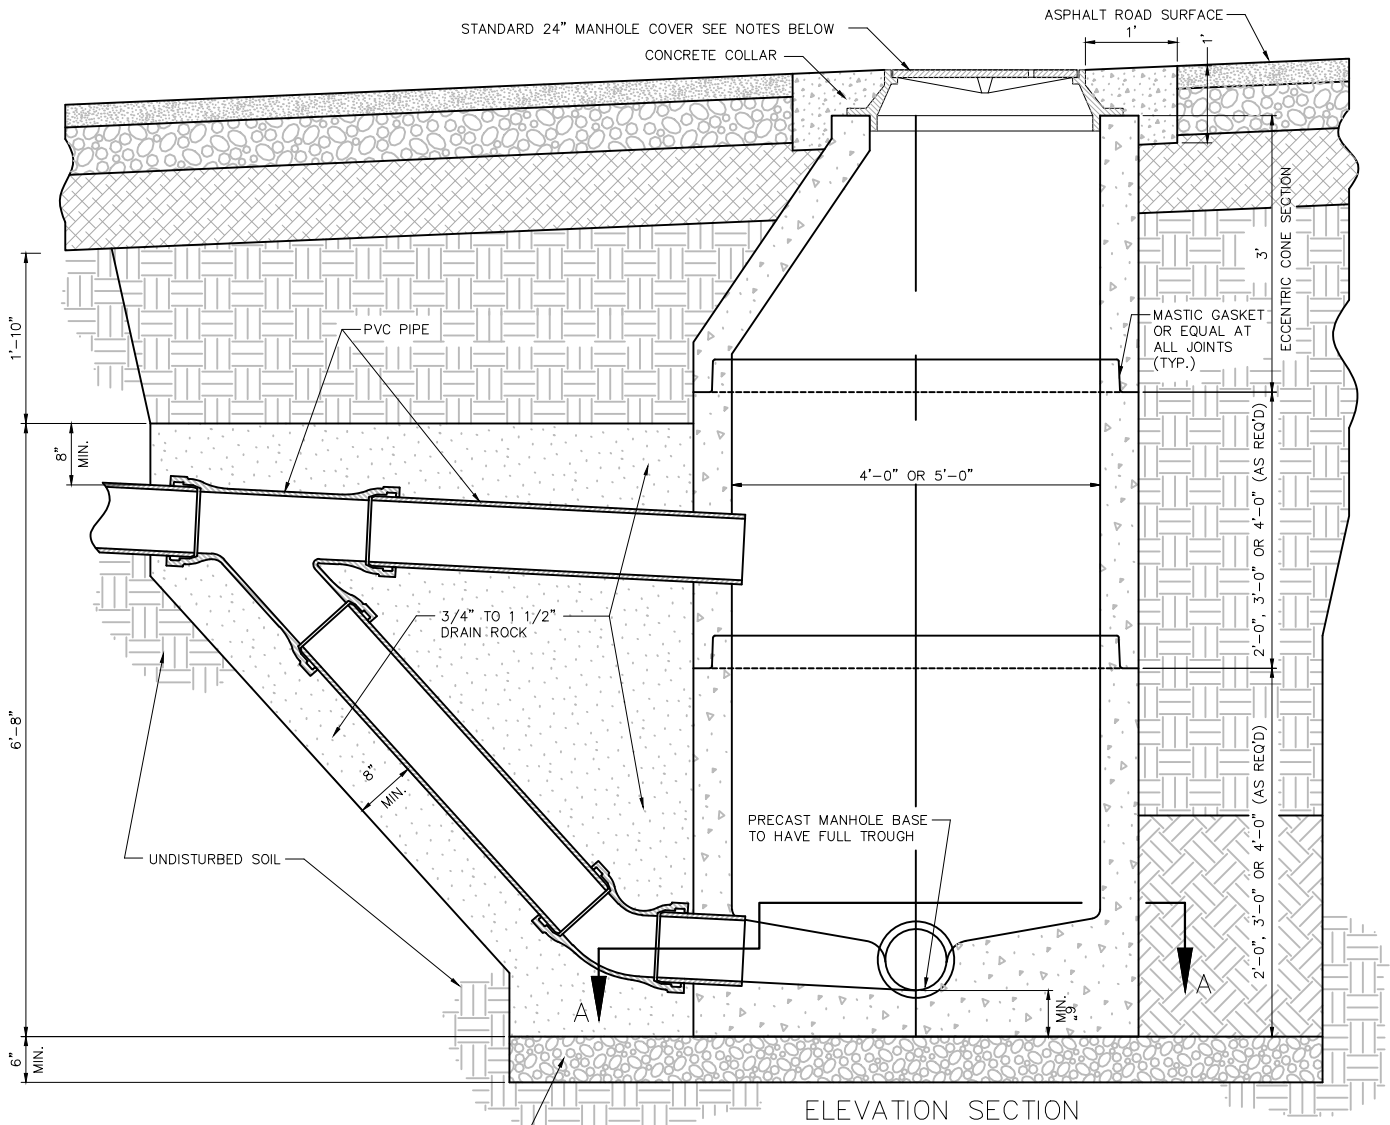 STANDARD 24" MANHOLE COVER SEE NOTES BELOW
ASPHALT ROAD SURFACE
CONCRETE COLLAR
1'
1'
3'
ECCENTRIC CONE SECTION
MASTIC GASKET
OR EQUAL AT
ALL JOINTS
(TYP.)
1'-10"
PVC PIPE
8"
MIN.
4'-0" OR 5'-0"
2'-0", 3'-0" OR 4'-0" (AS REQ'D)
3/4" TO 1 1/2"
DRAIN ROCK
6'-8"
8"
MIN.
PRECAST MANHOLE BASE
TO HAVE FULL TROUGH
2'-0", 3'-0" OR 4'-0" (AS REQ'D)
UNDISTURBED SOIL
A
A
MIN.
6"
6"
MIN.
ELEVATION SECTION